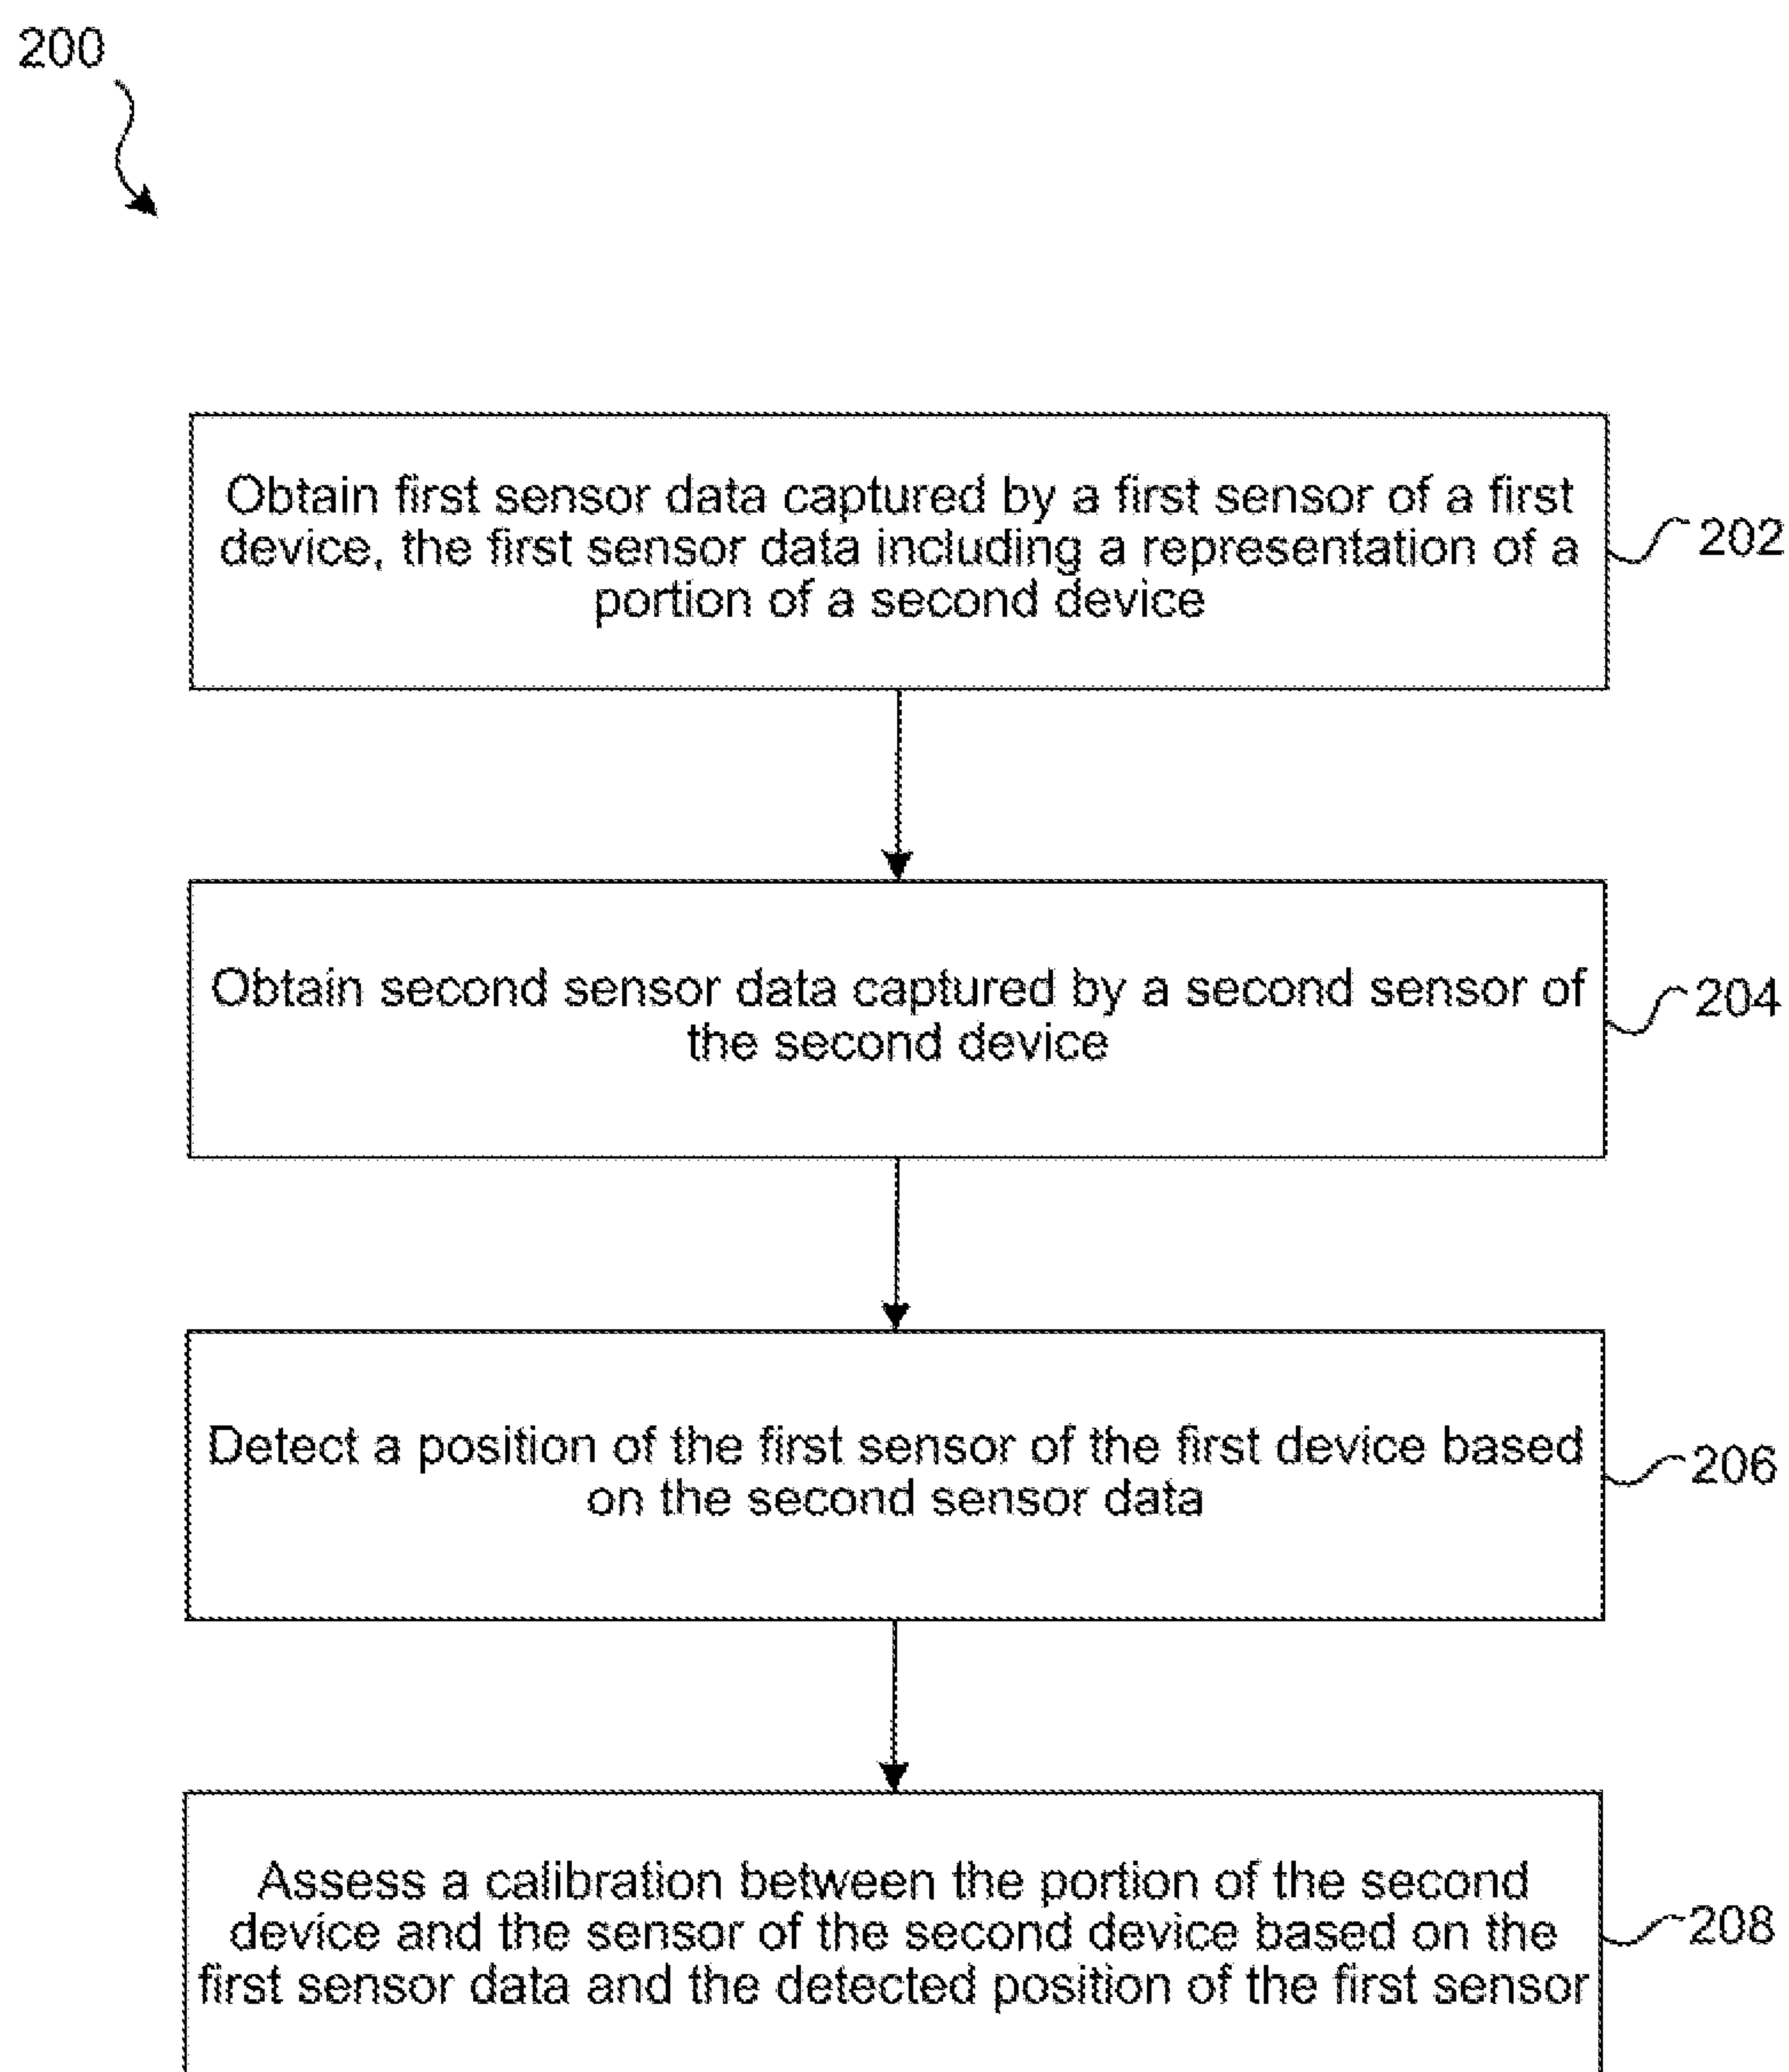 200
Obtain first sensor data captured by a first sensor of a first
device, the first sensor data including a representation of a
portion of a second device
202
Obtain second sensor data captured by a second sensor of
the second device
204
Detect a position of the first sensor of the first device based
on the second sensor data
206
Assess a calibration between the portion of the second
device and the sensor of the second device based on the
first sensor data and the detected position of the first sensor
208